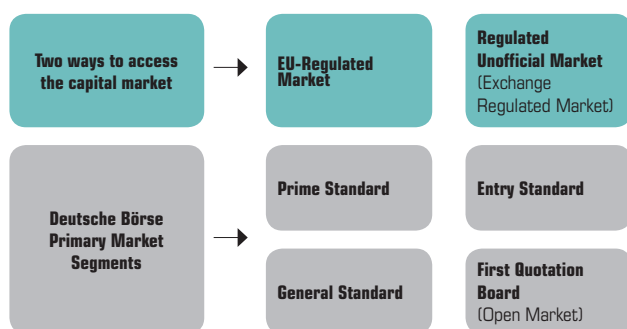 Two ways to access
the capital market
EU-Regulated
Market
Regulated
Unofficial Market
(Exchange
Regulated Market)
Deutsche Börse
Primary Market
Segments
Prime Standard
Entry Standard
General Standard
First Quotation
Board
(Open Market)